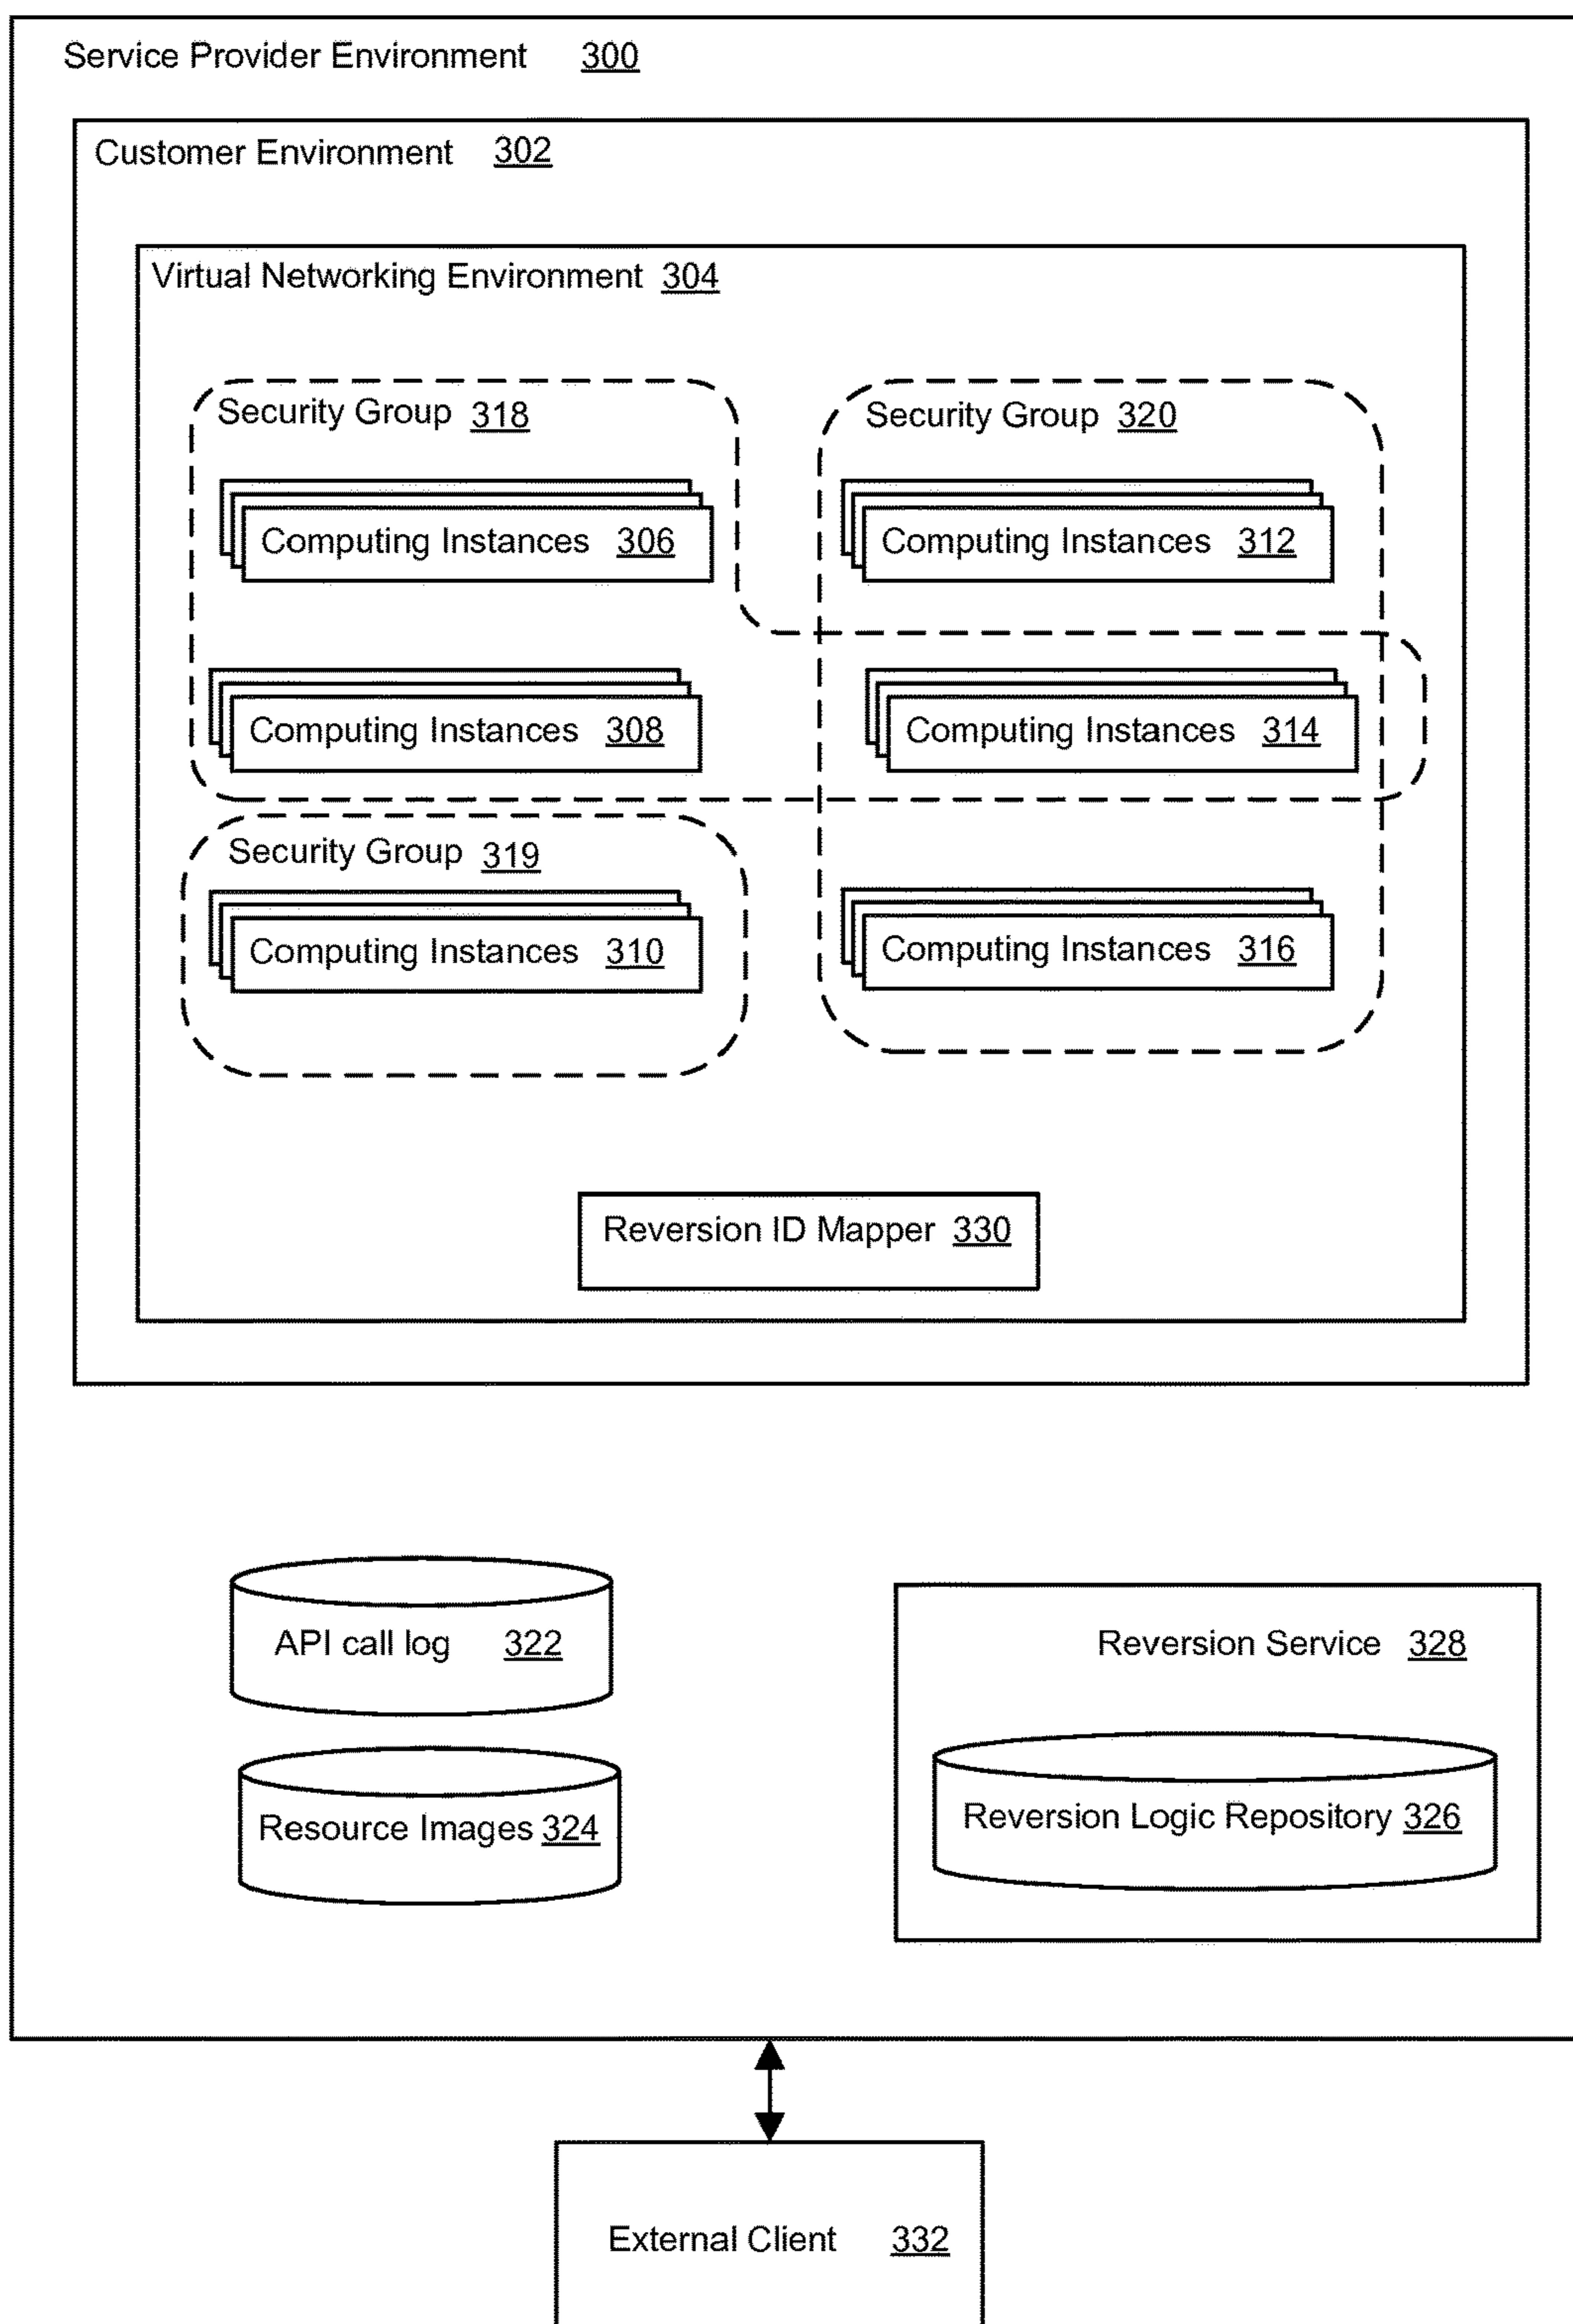 Service Provider Environment 300
Customer Environment 302
Virtual Networking Environment 304
Security Group 318
Security Group 320
Computing Instances 306
Computing Instances 312
Computing Instances 308
Computing Instances 314
Security Group 319
Computing Instances 310
Computing Instances 316
Reversion ID Mapper 330
API call log 322
Reversion Service 328
Resource Images 324
Reversion Logic Repository 326
External Client 332